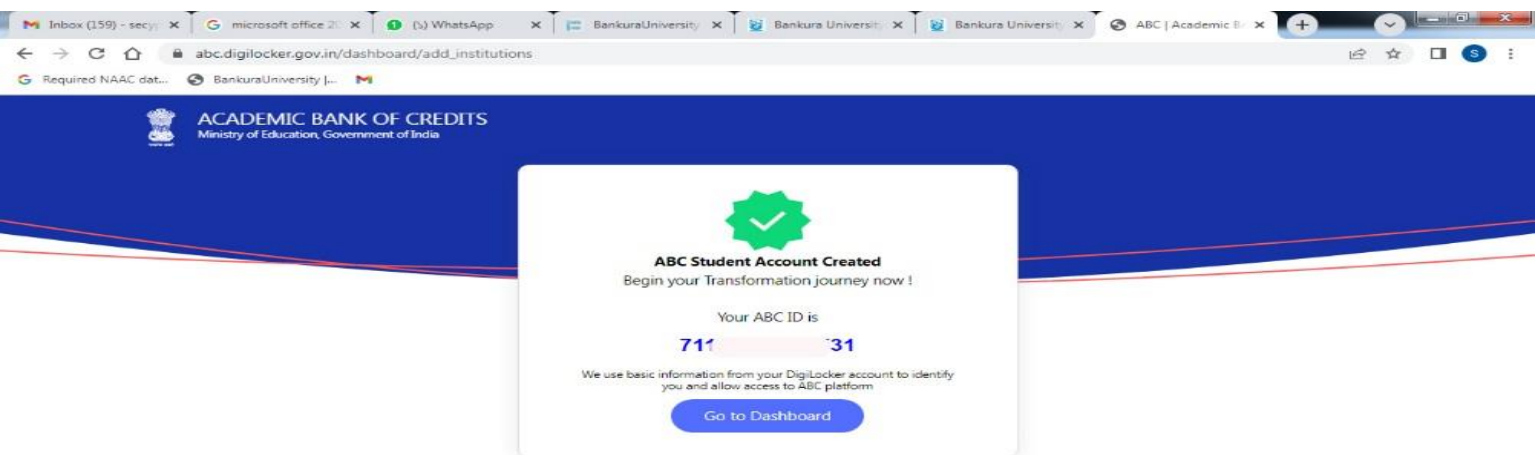 Inbox (159) - secy
microsoft office 2
(5) WhatsApp
BankuraUniversity
Bankura University
Bankura University
ABC | Academic B
abc.digilocker.gov.in/dashboard/add_institutions
S
Required NAAC dat...
BankuraUniversity |...
ACADEMIC BANK OF CREDITS
Ministry of Education, Government of India
ABC Student Account Created
Begin your Transformation journey now !
Your ABC ID is
711 31
We use basic information from your DigiLocker account to identify
you and allow access to ABC platform
Go to Dashboard